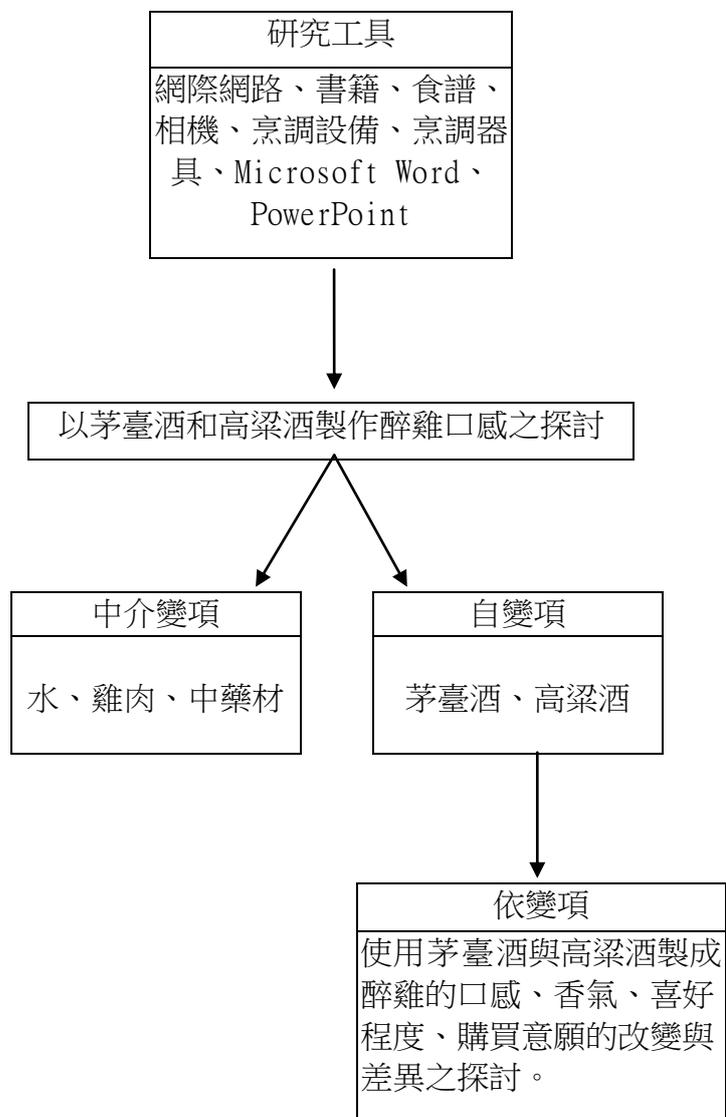 研究工具
網際網路、書籍、食譜、
相機、烹調設備、烹調器
具、Microsoft Word、
PowerPoint
以茅臺酒和高粱酒製作醉雞口感之探討
中介變項
水、雞肉、中藥材
自變項
茅臺酒、高粱酒
依變項
使用茅臺酒與高粱酒製成
醉雞的口感、香氣、喜好
程度、購買意願的改變與
差異之探討。